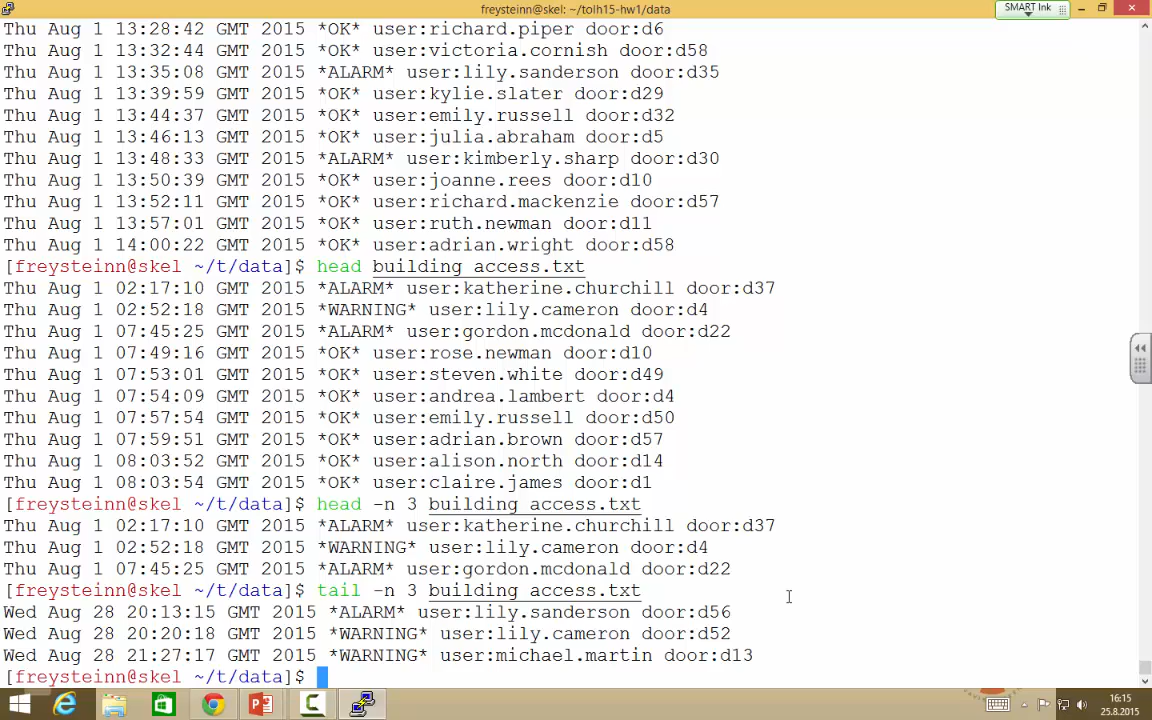 freysteinn@skel: ~/tolh15-hw1/data
SMART Ink
Thu Aug 1 13:28:42 GMT 2015 *OK* user:richard.piper door:d6
Thu Aug 1 13:32:44 GMT 2015 *OK* user:victoria.cornish door:d58
Thu Aug 1 13:35:08 GMT 2015 *ALARM* user:lily.sanderson door:d35
Thu Aug 1 13:39:59 GMT 2015 *OK* user:kylie.slater door:d29
Thu Aug 1 13:44:37 GMT 2015 *OK* user:emily.russell door:d32
Thu Aug 1 13:46:13 GMT 2015 *OK* user:julia.abraham door:d5
Thu Aug 1 13:48:33 GMT 2015 *ALARM* user:kimberly.sharp door:d30
Thu Aug 1 13:50:39 GMT 2015 *OK* user:joanne.rees door:d10
Thu Aug 1 13:52:11 GMT 2015 *OK* user:richard.mackenzie door:d57
Thu Aug 1 13:57:01 GMT 2015 *OK* user:ruth.newman door:d11
Thu Aug 1 14:00:22 GMT 2015 *OK* user:adrian.wright door:d58
[freysteinn@skel ~/t/data]$ head building_access.txt
Thu Aug 1 02:17:10 GMT 2015 *ALARM* user:katherine.churchill door:d37
Thu Aug 1 02:52:18 GMT 2015 *WARNING* user:lily.cameron door:d4
Thu Aug 1 07:45:25 GMT 2015 *ALARM* user:gordon.mcdonald door:d22
Thu Aug 1 07:49:16 GMT 2015 *OK* user:rose.newman door:d10
Thu Aug 1 07:53:01 GMT 2015 *OK* user:steven.white door:d49
Thu Aug 1 07:54:09 GMT 2015 *OK* user:andrea.lambert door:d4
Thu Aug 1 07:57:54 GMT 2015 *OK* user:emily.russell door:d50
Thu Aug 1 07:59:51 GMT 2015 *OK* user:adrian.brown door:d57
Thu Aug 1 08:03:52 GMT 2015 *OK* user:alison.north door:d14
Thu Aug 1 08:03:54 GMT 2015 *OK* user:claire.james door:d1
[freysteinn@skel ~/t/data]$ head -n 3 building_access.txt
Thu Aug 1 02:17:10 GMT 2015 *ALARM* user:katherine.churchill door:d37
Thu Aug 1 02:52:18 GMT 2015 *WARNING* user:lily.cameron door:d4
Thu Aug 1 07:45:25 GMT 2015 *ALARM* user:gordon.mcdonald door:d22
[freysteinn@skel ~/t/data]$ tail -n 3 building_access.txt
Wed Aug 28 20:13:15 GMT 2015 *ALARM* user:lily.sanderson door:d56
Wed Aug 28 20:20:18 GMT 2015 *WARNING* user:lily.cameron door:d52
Wed Aug 28 21:27:17 GMT 2015 *WARNING* user:michael.martin door:d13
[freysteinn@skel ~/t/data]$
16:15
25.8.2015